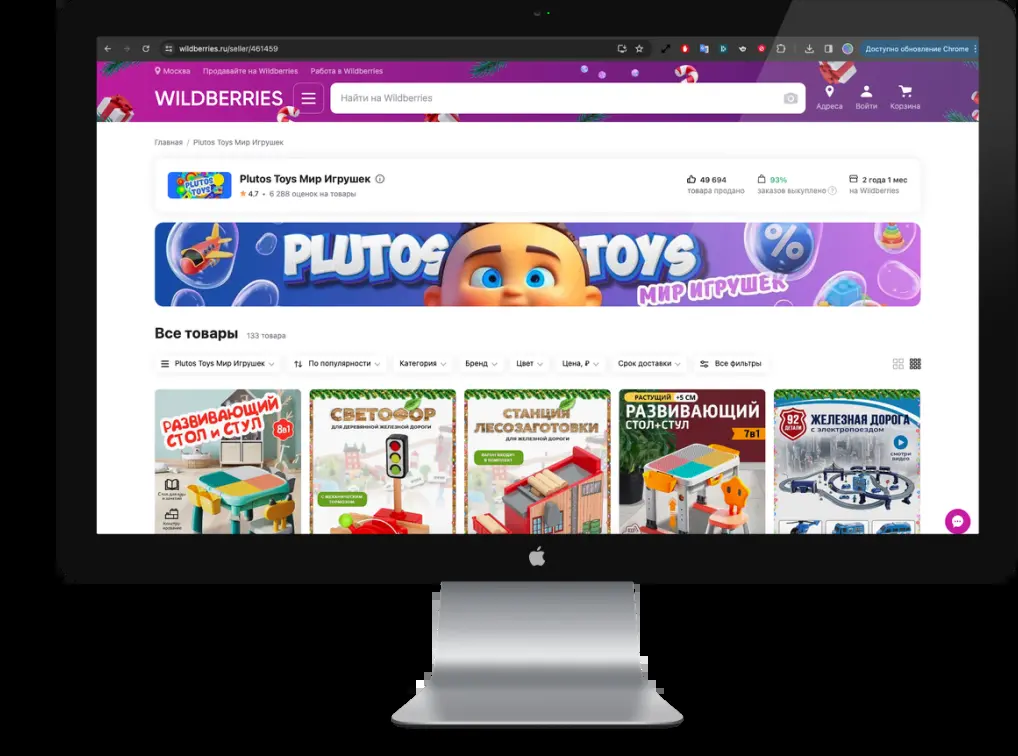 wildberries.ru/seller/461459
Доступно обновление Chrome
Москва Продавайте на Wildberries Работа в Wildberries
WILDBERRIES
Найти на Wildberries
Адреса Войти Корзина
Главная / Plutos Toys Мир Игрушек
PLUTOS TOYS
Plutos Toys Мир Игрушек
4.7 • 6 288 оценок на товары
49 694
товара продано
93%
заказов выкуплено
2 года 1 мес
на Wildberries
PLUTOS TOYS
%
МИР ИГРУШЕК
Все товары 133 товара
Plutos Toys Мир Игрушек По популярности Категория Бренд Цвет Цена, ₽ Срок доставки Все фильтры
РАЗВИВАЮЩИЙ
СТОЛ и СТУЛ
8в1
СВЕТОФОР
ДЛЯ ДЕРЕВЯННОЙ ЖЕЛЕЗНОЙ ДОРОГИ
С МЕХАНИЧЕСКИМ
СТАНЦИЯ
ЛЕСОЗАГОТОВКИ
ДЛЯ ЖЕЛЕЗНОЙ ДОРОГИ
ВАГОН ВХОДИТ
В КОМПЛЕКТ
РАСТУЩИЙ +5 СМ
РАЗВИВАЮЩИЙ
СТОЛ+СТУЛ
7в1
92
ДЕТАЛИ
ЖЕЛЕЗНАЯ ДОРОГА
с электропоездом
смотри
видео